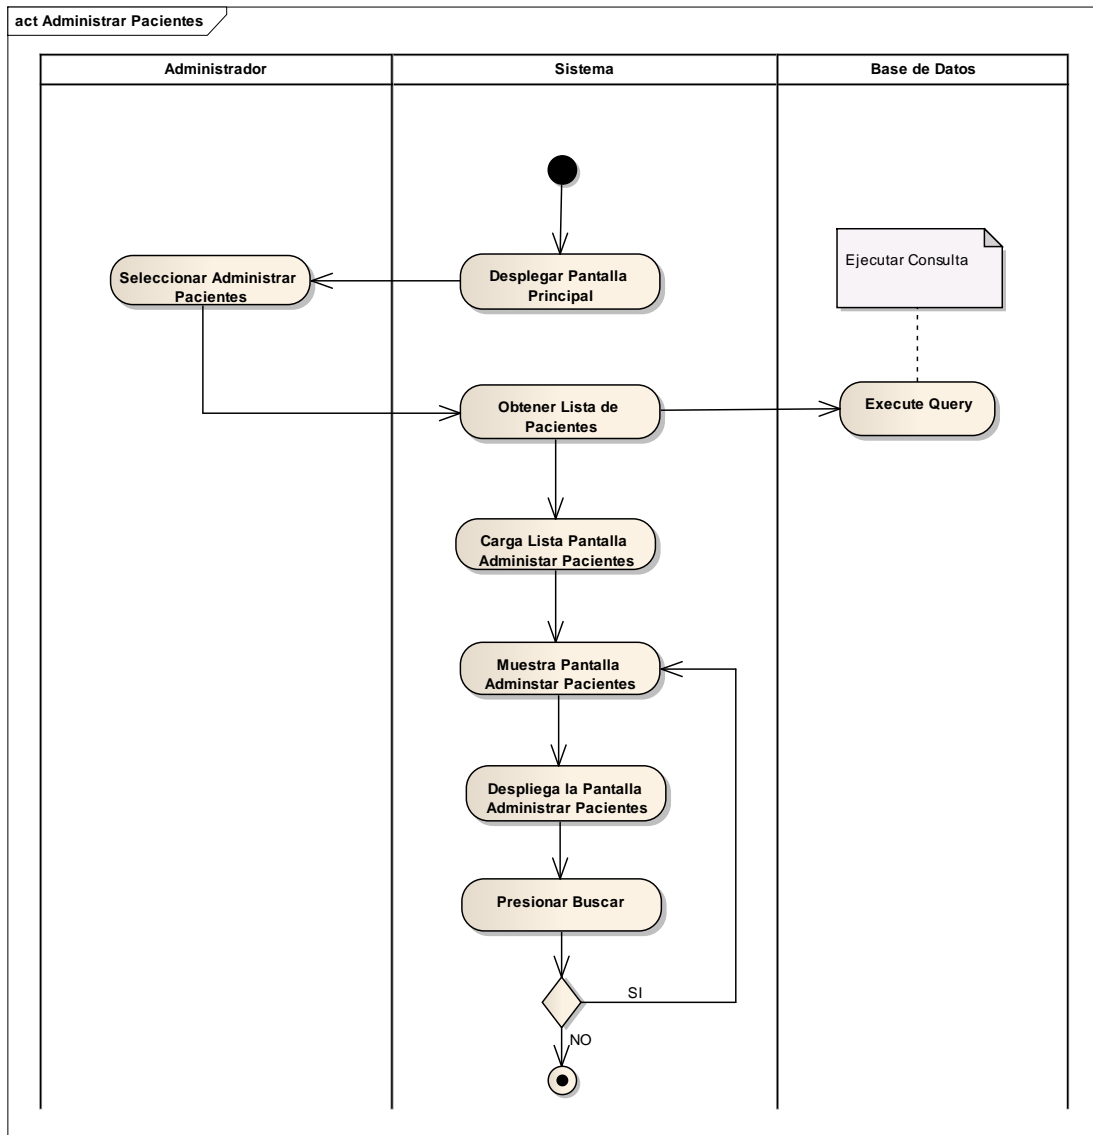 act Administrar Pacientes
Administrador
Sistema
Base de Datos
Desplegar Pantalla
Principal
Seleccionar Administrar
Pacientes
Ejecutar Consulta
Obtener Lista de
Pacientes
Execute Query
Carga Lista Pantalla
Administar Pacientes
Muestra Pantalla
Adminstar Pacientes
Despliega la Pantalla
Administrar Pacientes
Presionar Buscar
SI
NO